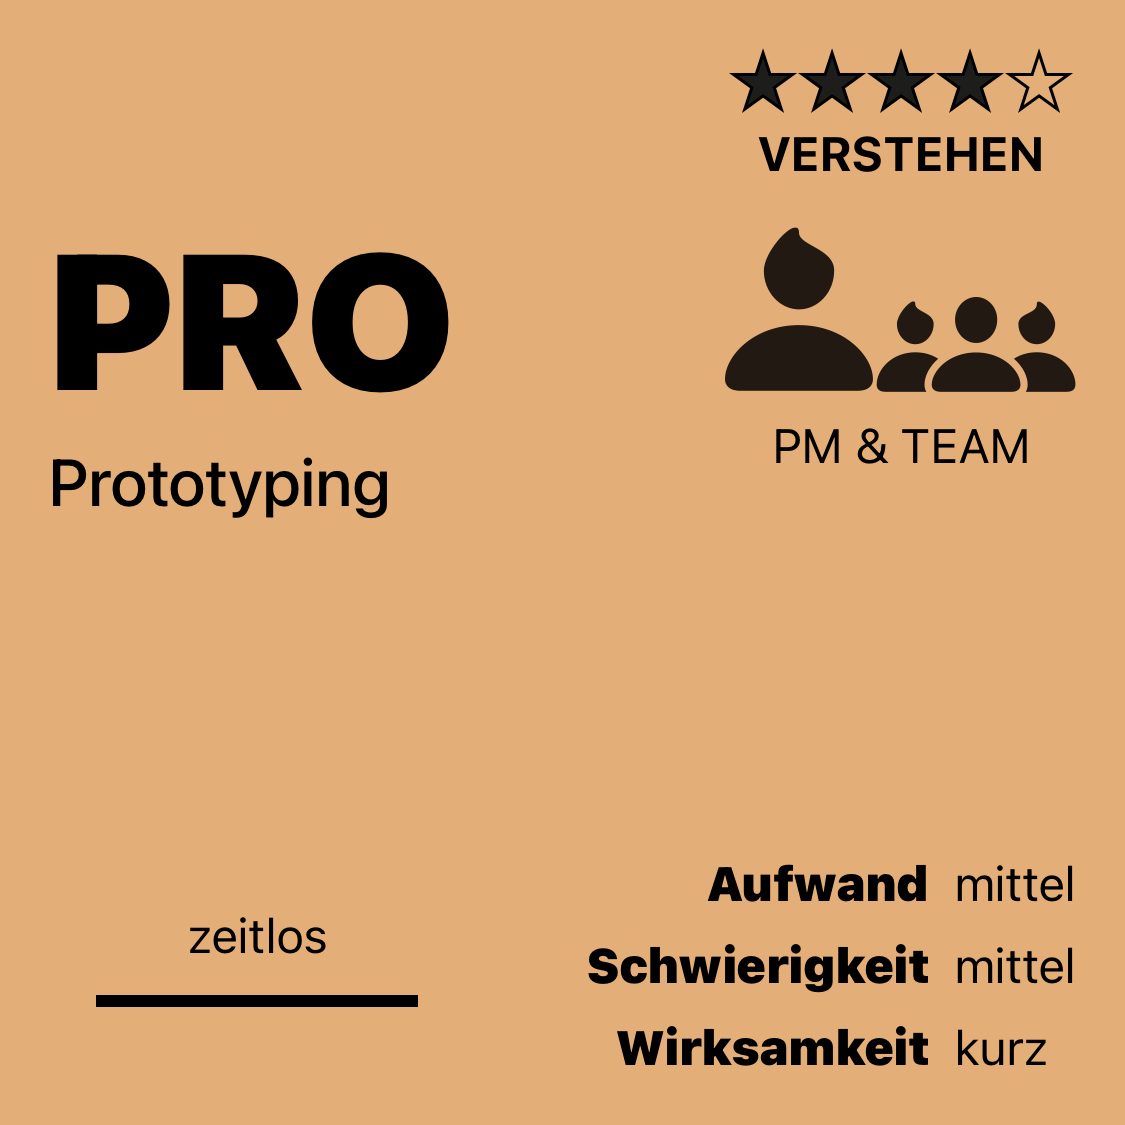 ★★★★☆
VERSTEHEN
PRO
Prototyping
PM & TEAM
zeitlos
Aufwand mittel
Schwierigkeit mittel
Wirksamkeit kurz